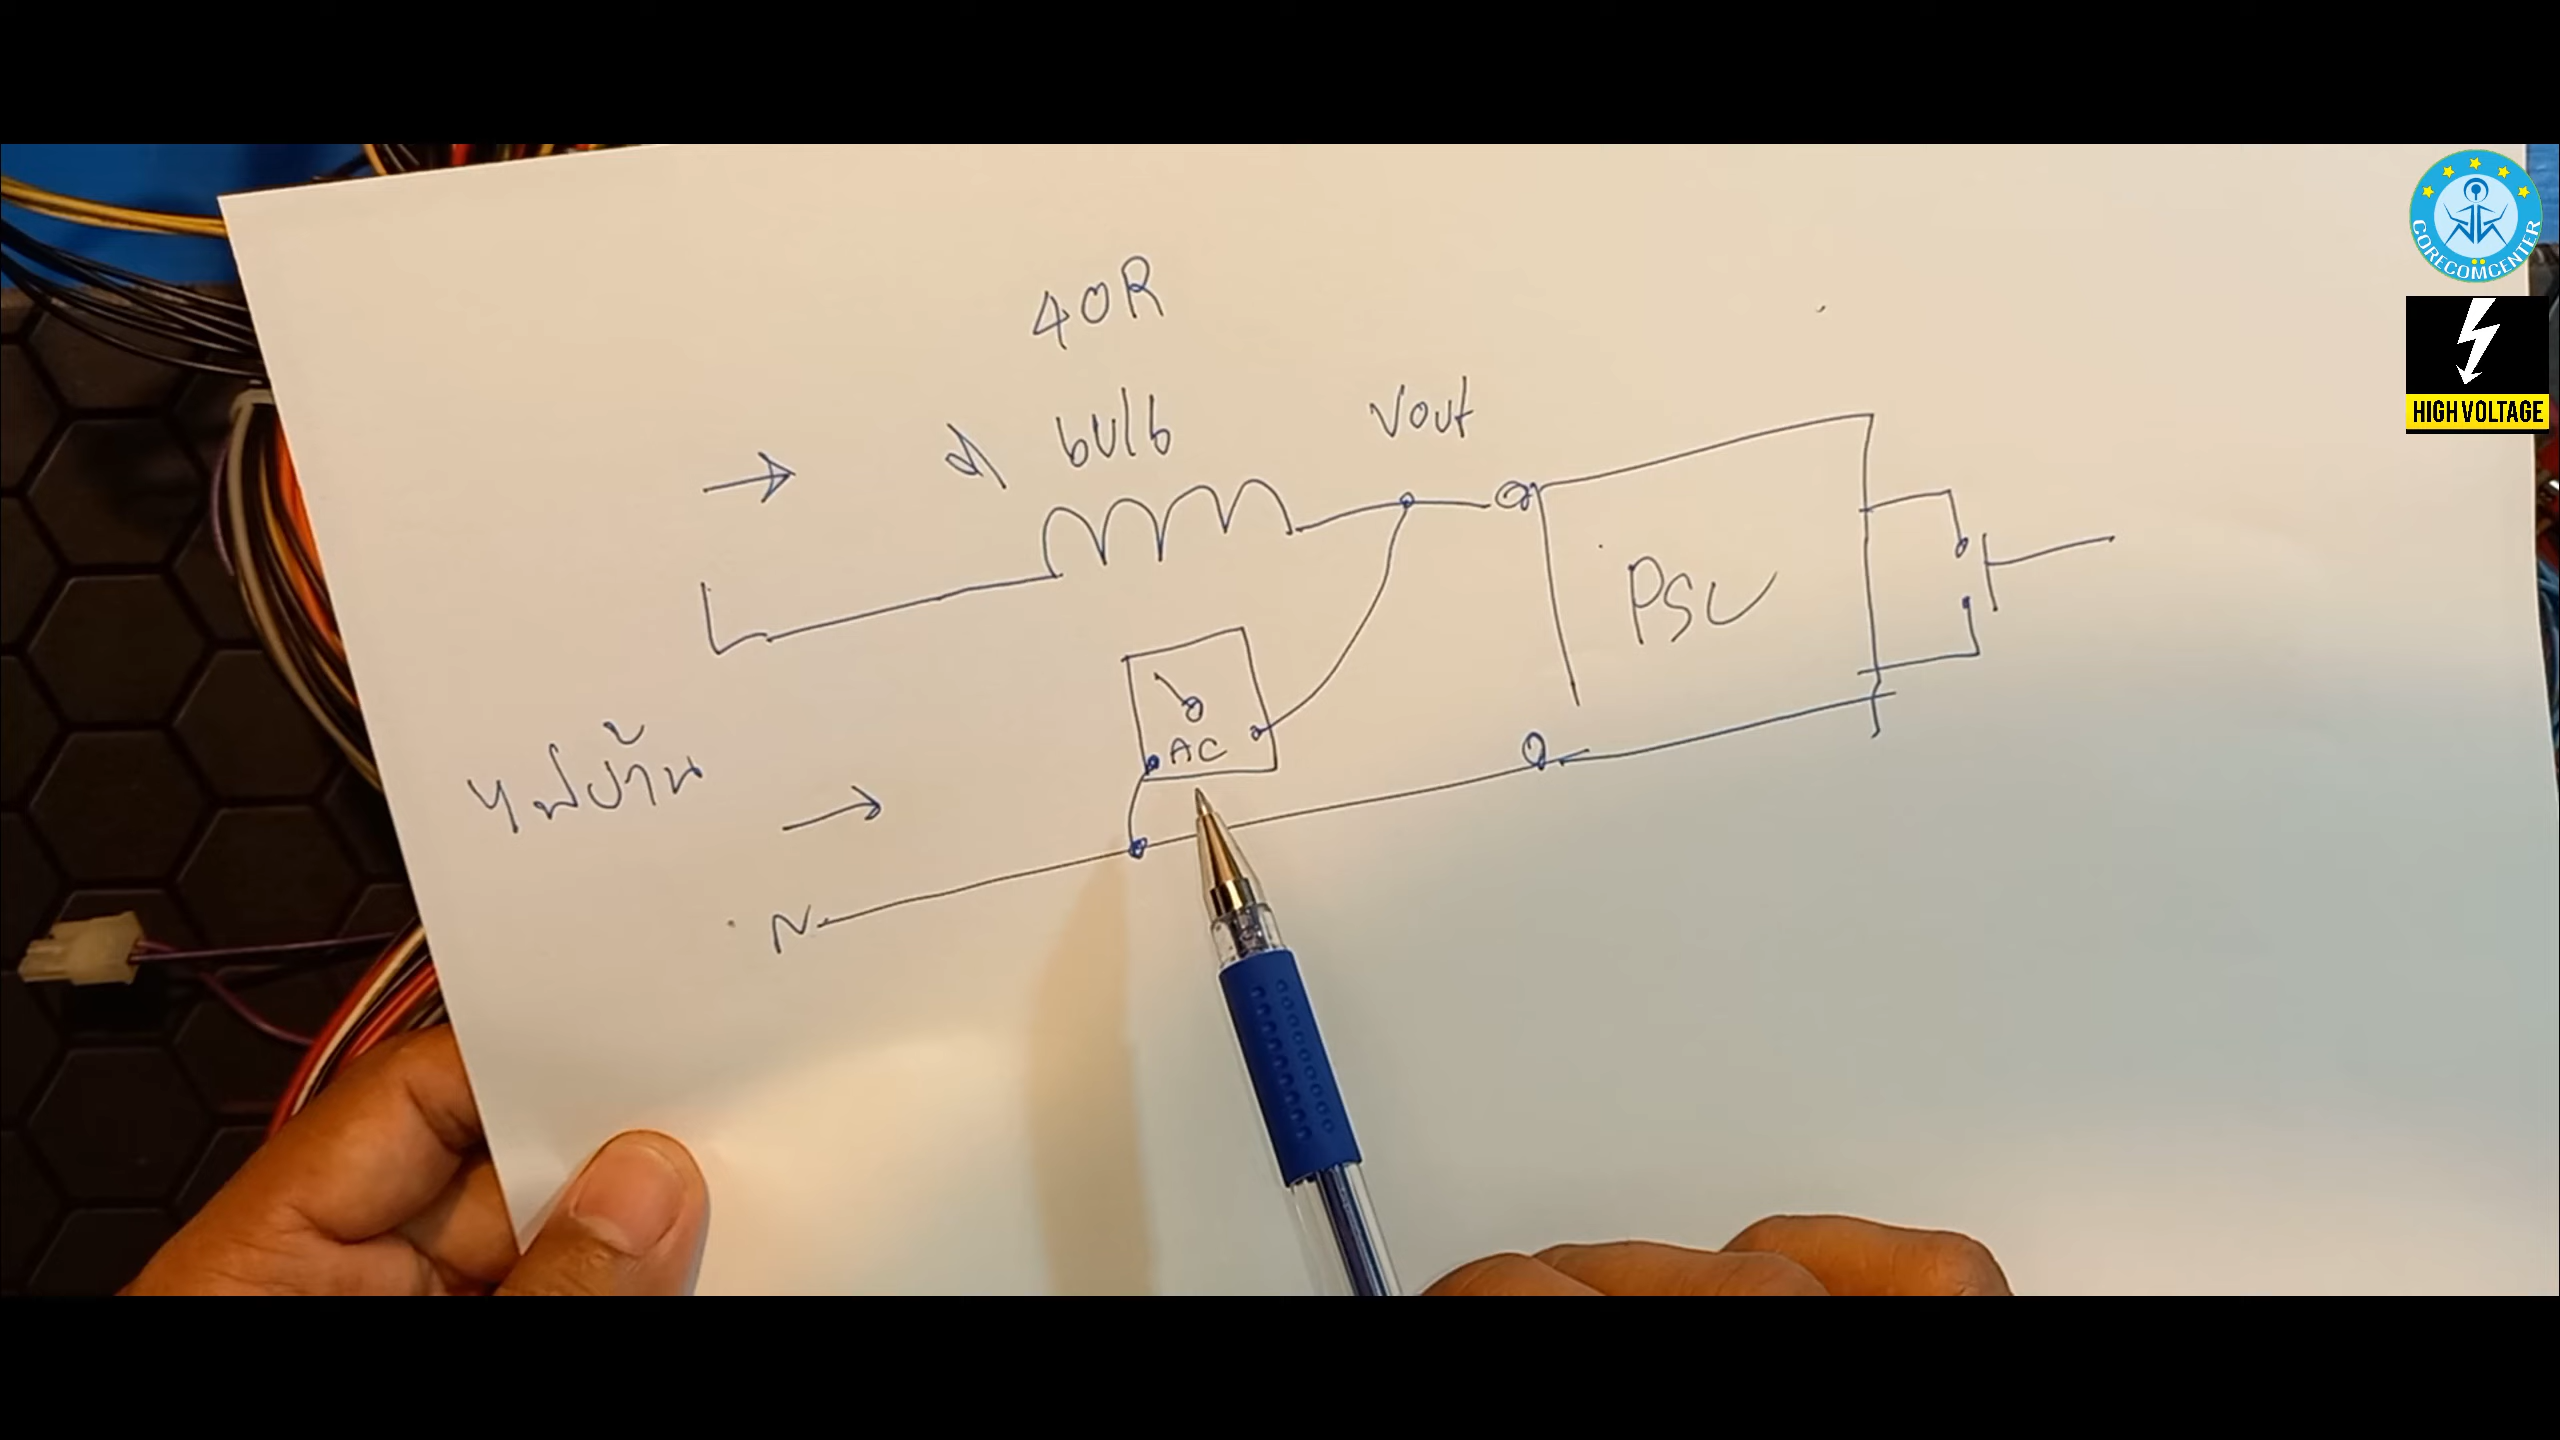 40R
bulb
Vout
PSU
L
AC
ไฟบ้าน
N
CORECOMCENTER
HIGH VOLTAGE